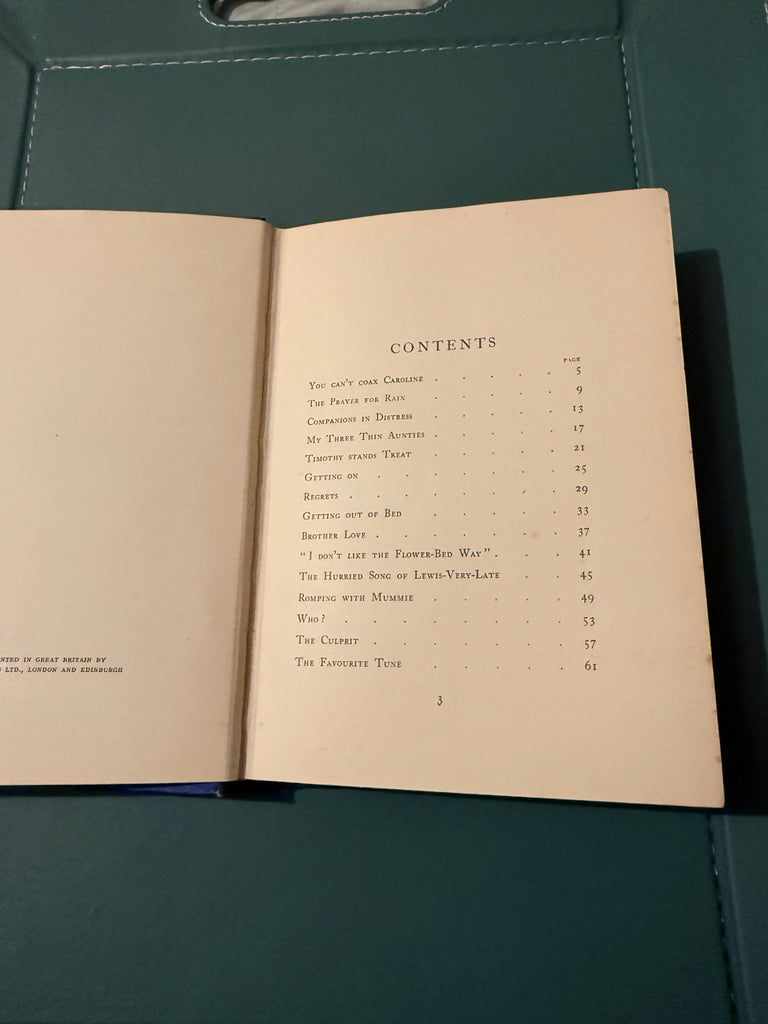 NTED IN GREAT BRITAIN BY
LTD., LONDON AND EDINBURGH
CONTENTS
PAGE
You can't coax Caroline . . . . . 5
The Prayer for Rain . . . . 9
Companions in Distress . . . . 13
My Three Thin Aunties . . . . . 17
Timothy stands Treat . . . . 21
Getting on . . . . . . 25
Regrets . . . . . . . 29
Getting out of Bed . . . . . 33
Brother Love . . . . . . 37
"I don't like the Flower-Bed Way" . . . 41
The Hurried Song of Lewis-Very-Late . . 45
Romping with Mummie . . . . . 49
Who? . . . . . . . 53
The Culprit . . . . . . 57
The Favourite Tune . . . . . 61
3